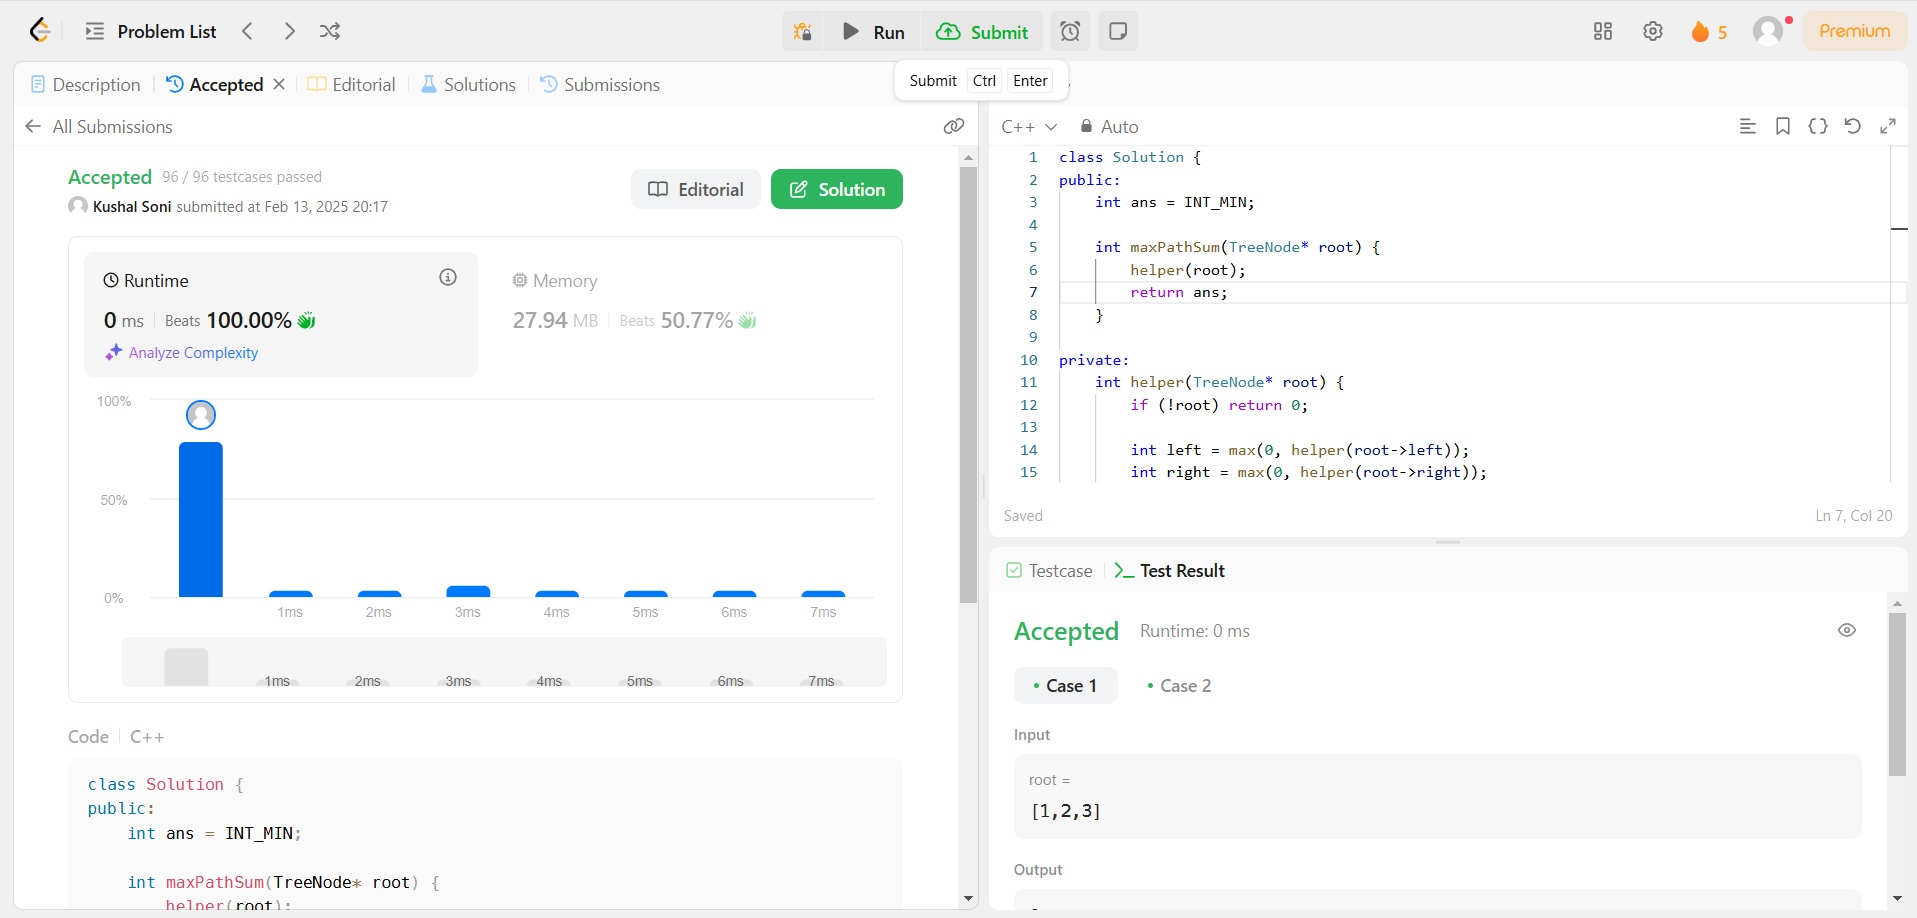 Problem List
Run
Submit
5
Premium
Submit Ctrl Enter
Description
Accepted
Editorial
Solutions
Submissions
All Submissions
Accepted 96 / 96 testcases passed
Kushal Soni submitted at Feb 13, 2025 20:17
Editorial
Solution
Runtime
0 ms Beats 100.00%
Analyze Complexity
Memory
27.94 MB Beats 50.77%
100%
50%
0%
1ms 2ms 3ms 4ms 5ms 6ms 7ms
1ms 2ms 3ms 4ms 5ms 6ms 7ms
Code C++
class Solution {
public:
    int ans = INT_MIN;
    int maxPathSum(TreeNode* root) {
        helper(root);
C++ Auto
1 class Solution {
2 public:
3     int ans = INT_MIN;
4
5     int maxPathSum(TreeNode* root) {
6         helper(root);
7         return ans;
8     }
9
10 private:
11     int helper(TreeNode* root) {
12         if (!root) return 0;
13
14         int left = max(0, helper(root->left));
15         int right = max(0, helper(root->right));
Saved
Ln 7, Col 20
Testcase
Test Result
Accepted Runtime: 0 ms
Case 1
Case 2
Input
root =
[1,2,3]
Output